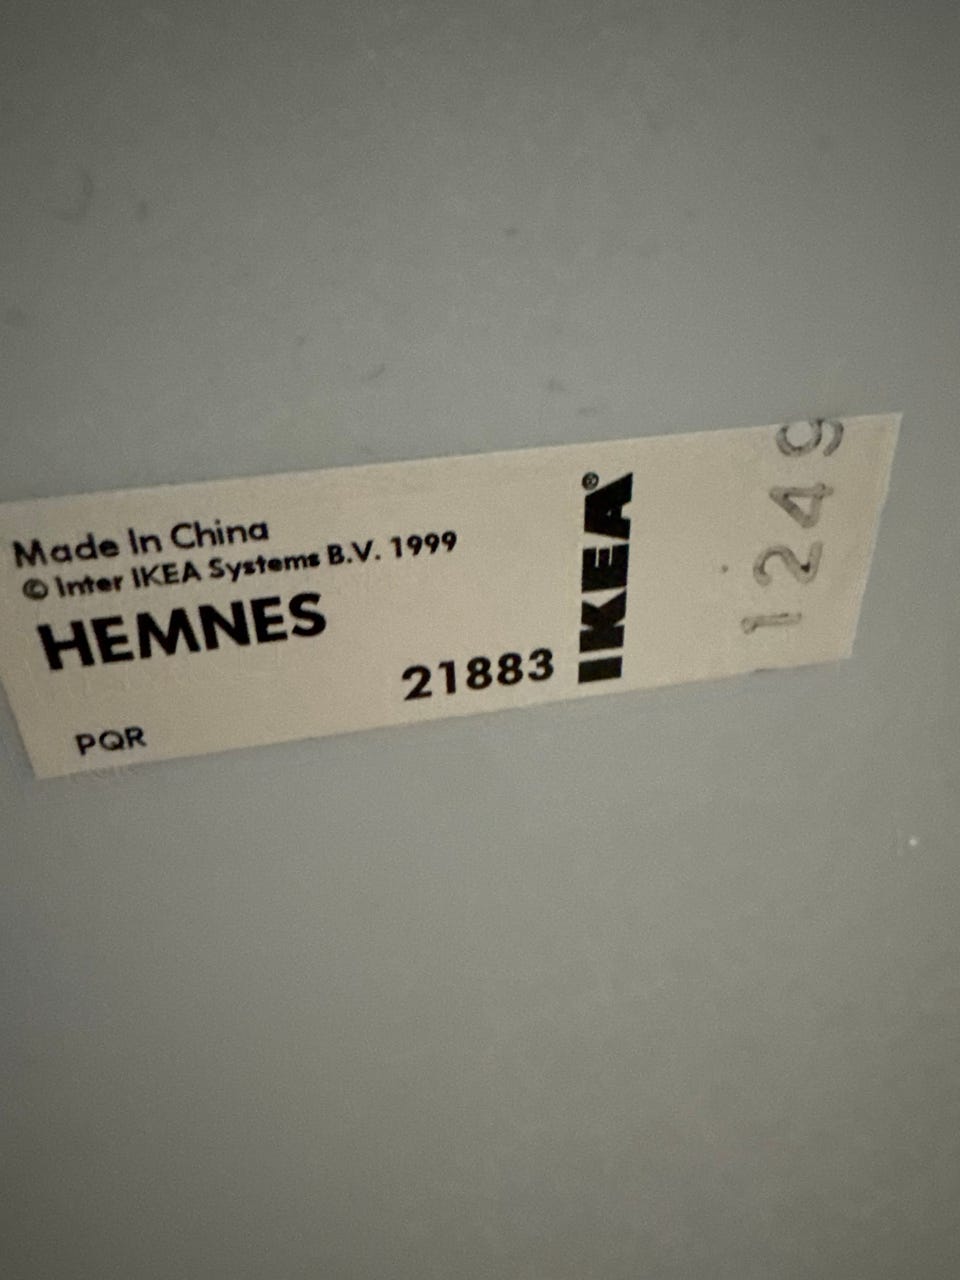 Made In China
© Inter IKEA Systems B.V. 1999
HEMNES
21883
PQR
IKEA®
1249